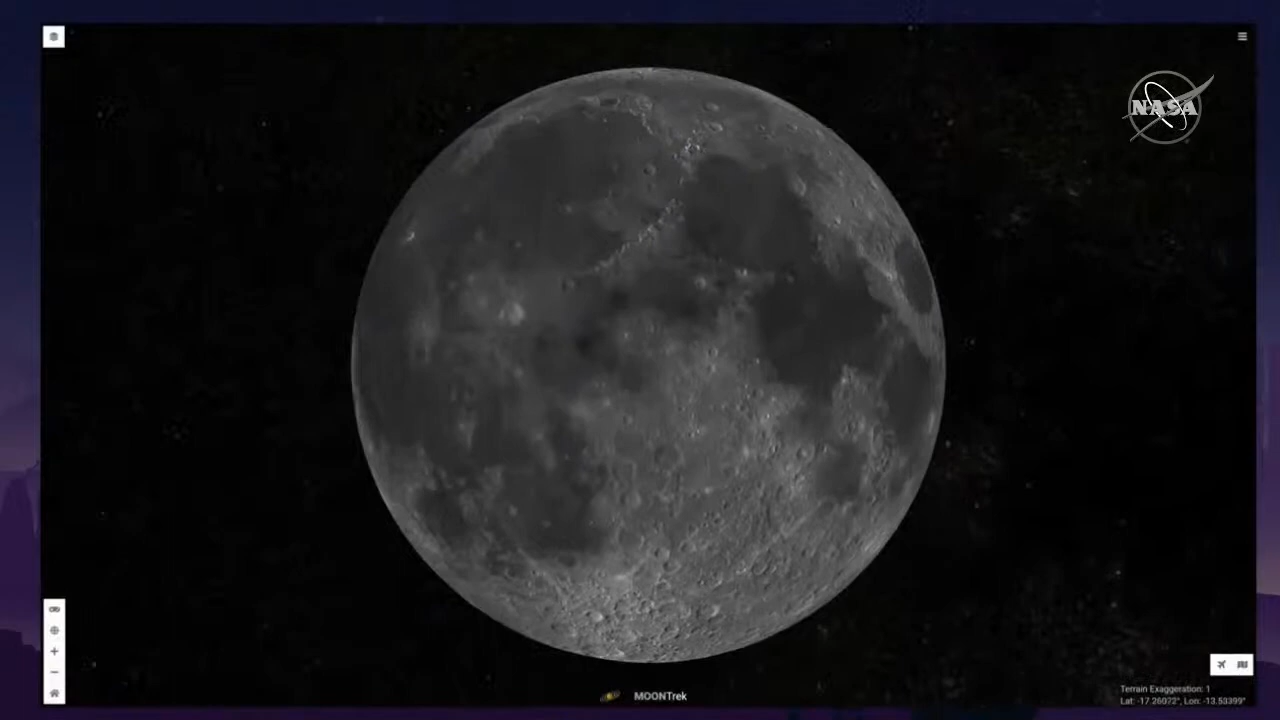 NASA
MOONTrek
Terrain Exaggeration: 1
Lat: -17.26072°, Lon: -13.53399°